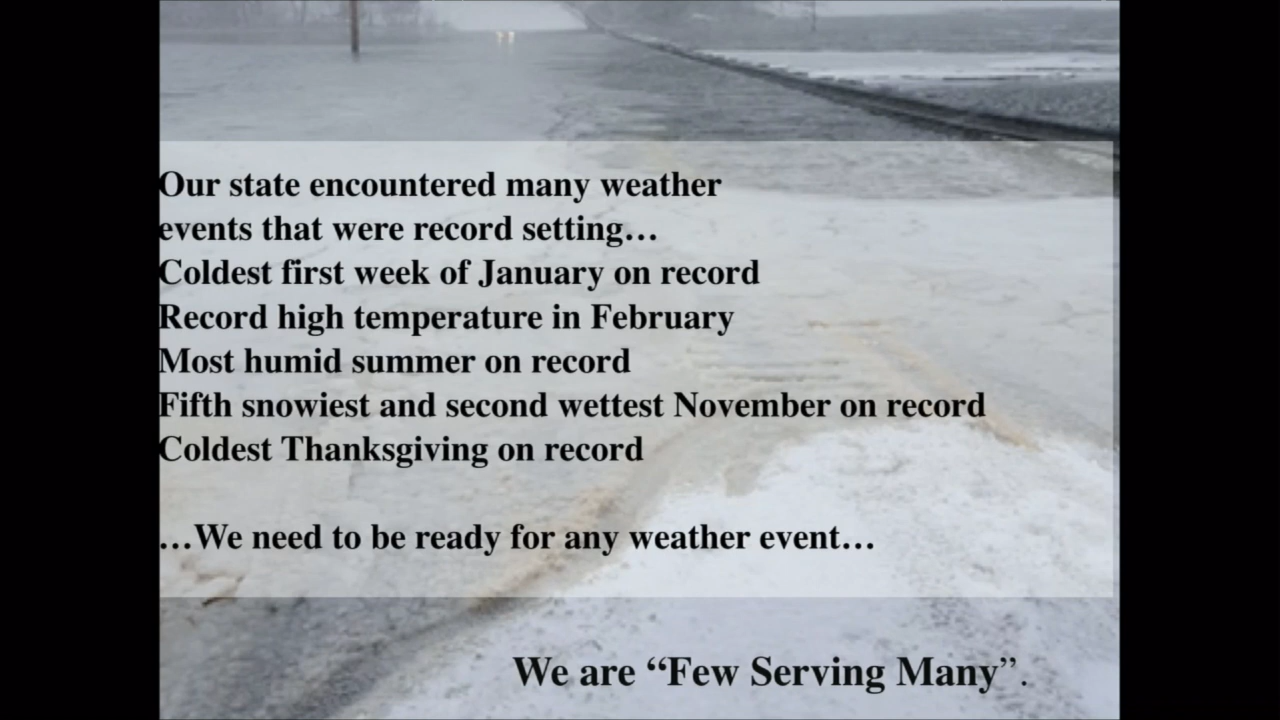 Our state encountered many weather
events that were record setting…
Coldest first week of January on record
Record high temperature in February
Most humid summer on record
Fifth snowiest and second wettest November on record
Coldest Thanksgiving on record
…We need to be ready for any weather event…
We are “Few Serving Many”.